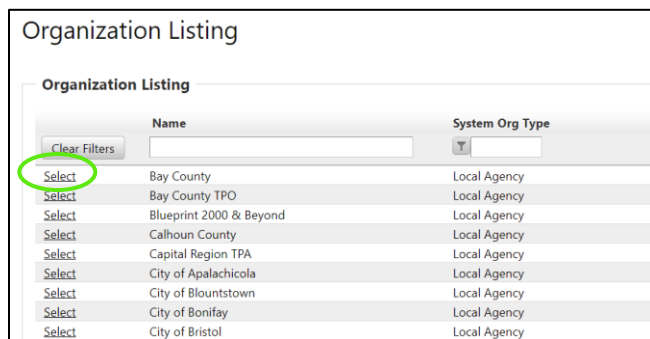 Organization Listing
Organization Listing
Name System Org Type
Clear Filters
Select Bay County Local Agency
Select Bay County TPO Local Agency
Select Blueprint 2000 & Beyond Local Agency
Select Calhoun County Local Agency
Select Capital Region TPA Local Agency
Select City of Apalachicola Local Agency
Select City of Blountstown Local Agency
Select City of Bonifay Local Agency
Select City of Bristol Local Agency